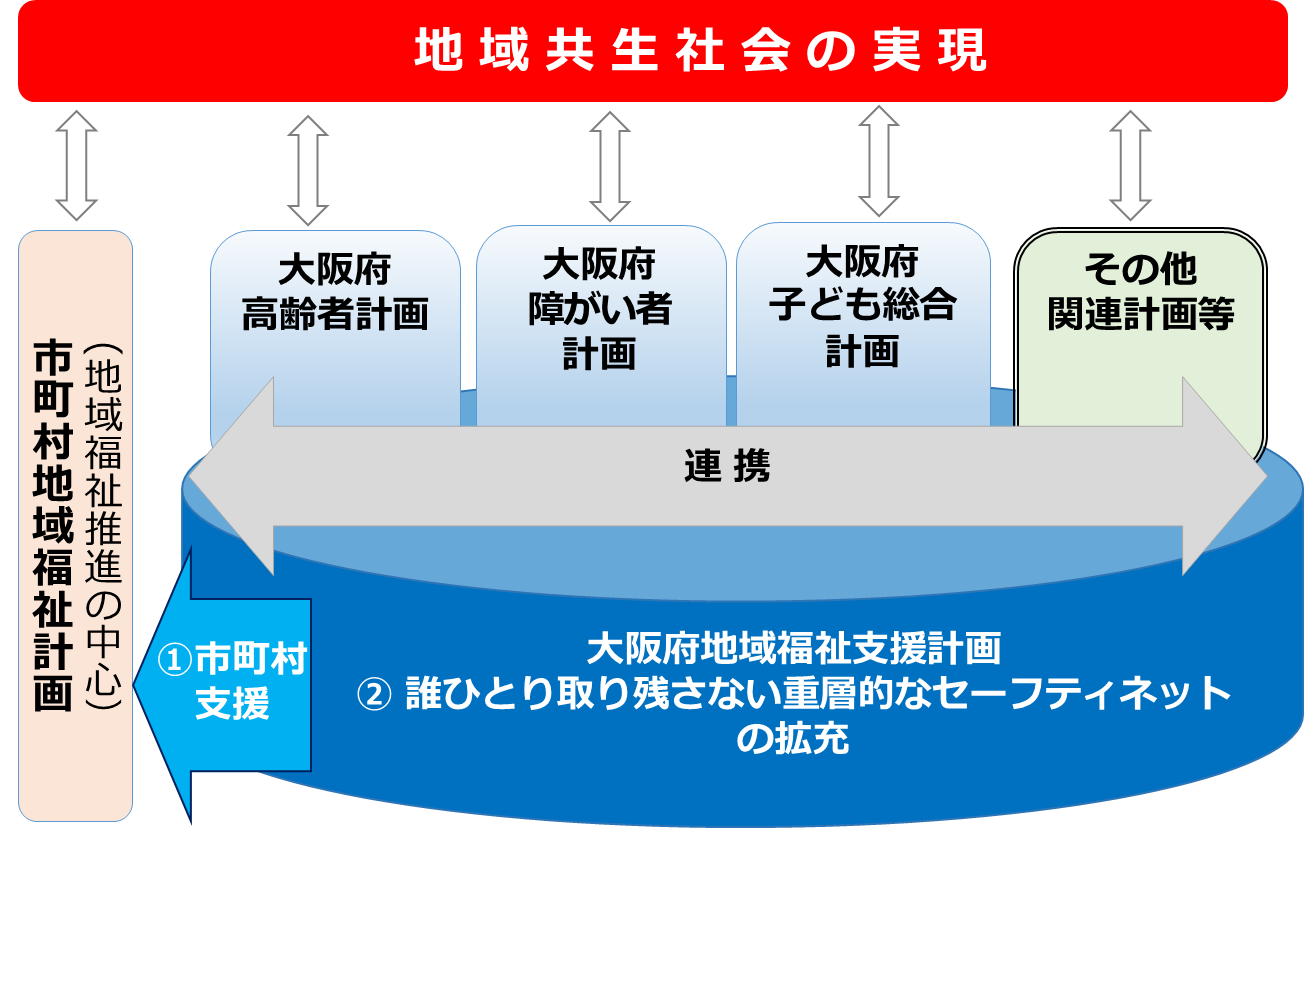 地域共生社会の実現
大阪府
高齢者計画
大阪府
障がい者
計画
大阪府
子ども総合
計画
その他
関連計画等
連携
（地域福祉推進の中心）
市町村地域福祉計画
①市町村
支援
大阪府地域福祉支援計画
② 誰ひとり取り残さない重層的なセーフティネット
の拡充